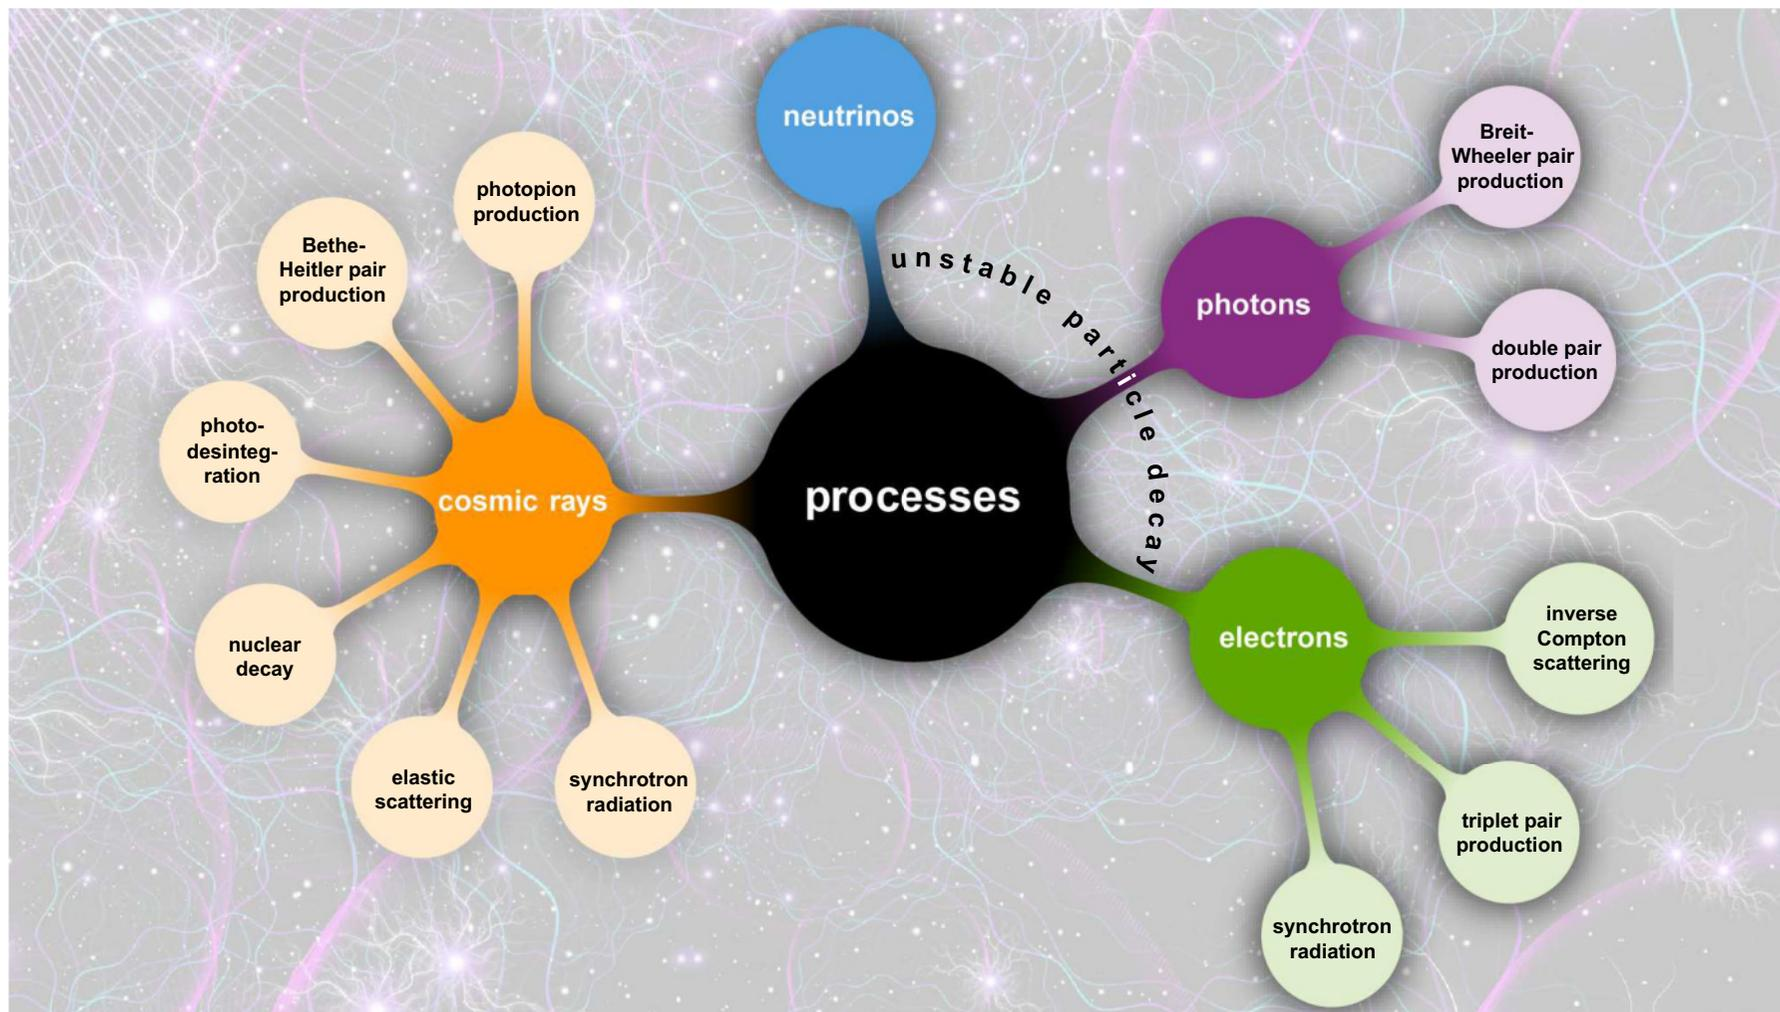 neutrinos
Breit-
Wheeler pair
production
photopion
production
Bethe-
Heitler pair
production
unstable particle decay
photons
double pair
production
photo-
desinteg-
ration
cosmic rays
processes
inverse
Compton
scattering
electrons
nuclear
decay
elastic
scattering
synchrotron
radiation
triplet pair
production
synchrotron
radiation